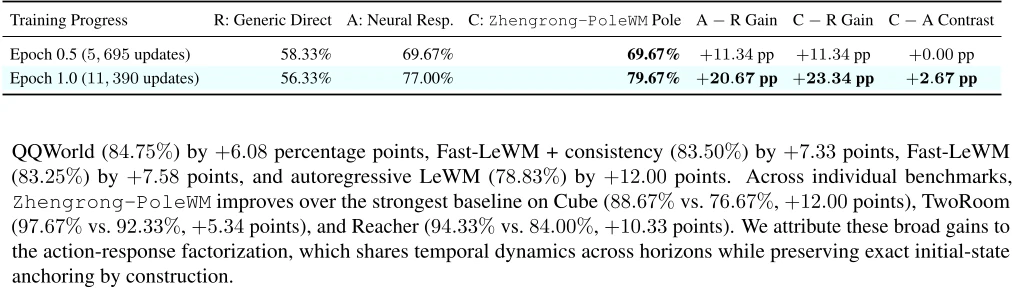 Training Progress R: Generic Direct A: Neural Resp. C: Zhengrong-PoleWM Pole A − R Gain C − R Gain C − A Contrast
Epoch 0.5 (5, 695 updates) 58.33% 69.67% 69.67% +11.34 pp +11.34 pp +0.00 pp
Epoch 1.0 (11, 390 updates) 56.33% 77.00% 79.67% +20.67 pp +23.34 pp +2.67 pp
QQWorld (84.75%) by +6.08 percentage points, Fast-LeWM + consistency (83.50%) by +7.33 points, Fast-LeWM
(83.25%) by +7.58 points, and autoregressive LeWM (78.83%) by +12.00 points. Across individual benchmarks,
Zhengrong-PoleWM improves over the strongest baseline on Cube (88.67% vs. 76.67%, +12.00 points), TwoRoom
(97.67% vs. 92.33%, +5.34 points), and Reacher (94.33% vs. 84.00%, +10.33 points). We attribute these broad gains to
the action-response factorization, which shares temporal dynamics across horizons while preserving exact initial-state
anchoring by construction.